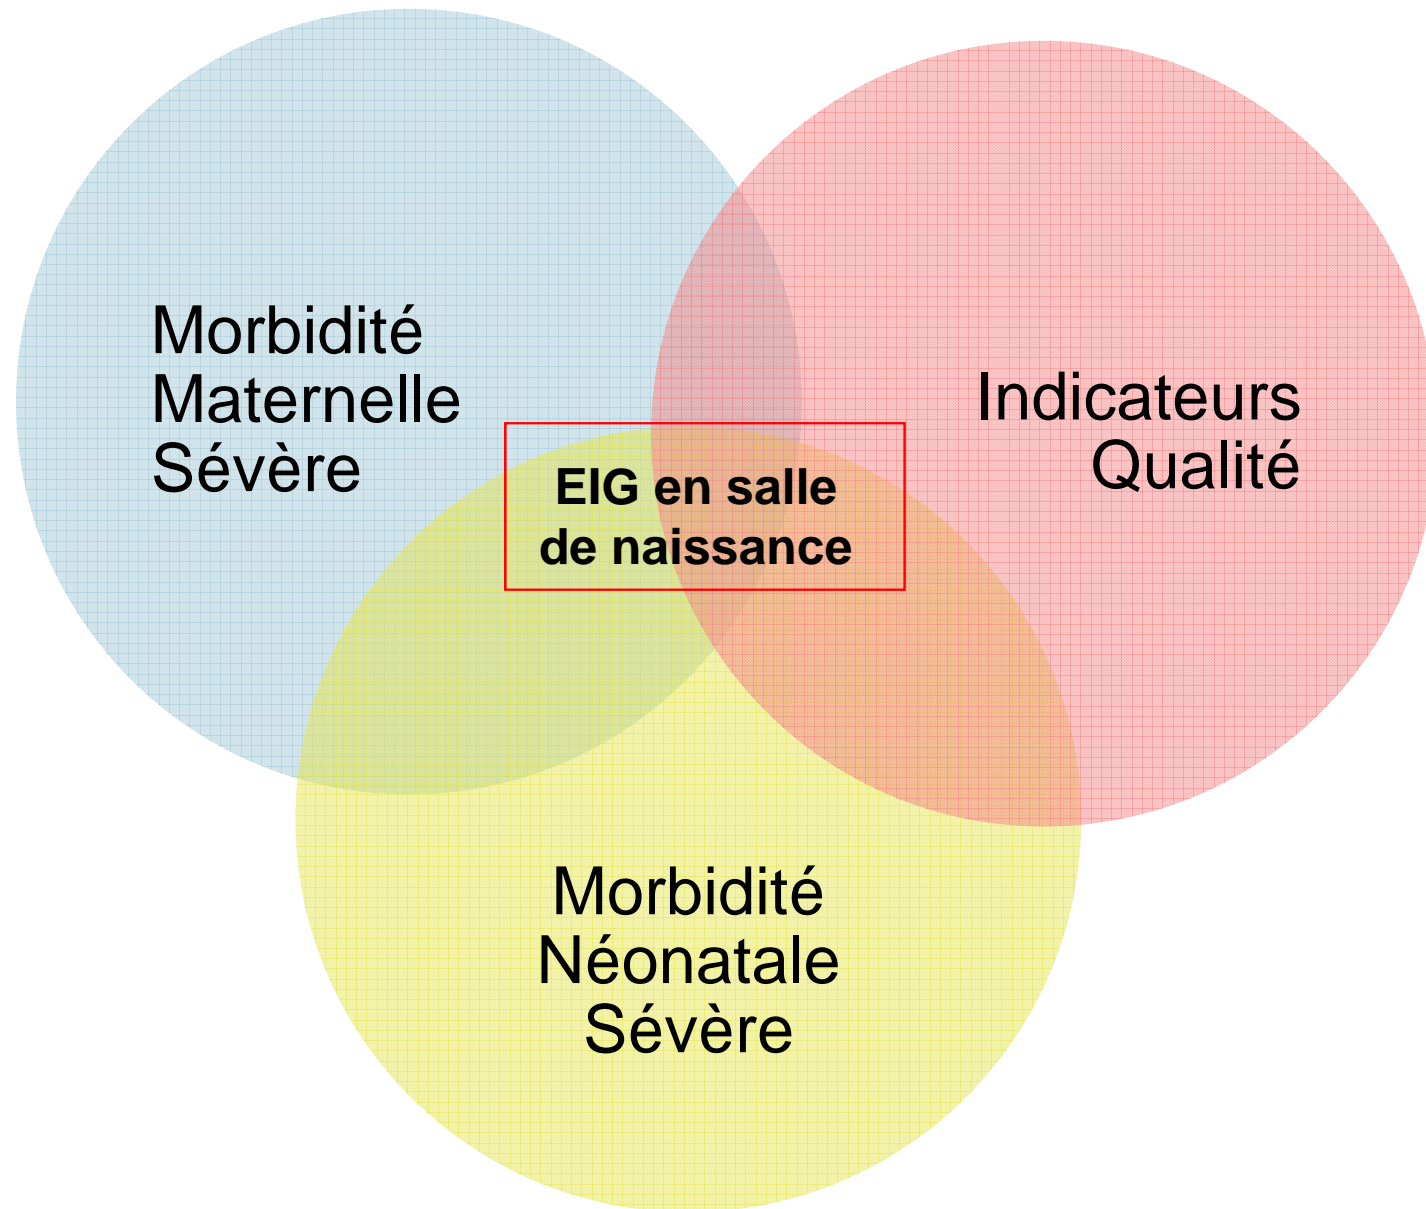 Morbidité
Maternelle
Sévère
Indicateurs
Qualité
EIG en salle
de naissance
Morbidité
Néonatale
Sévère